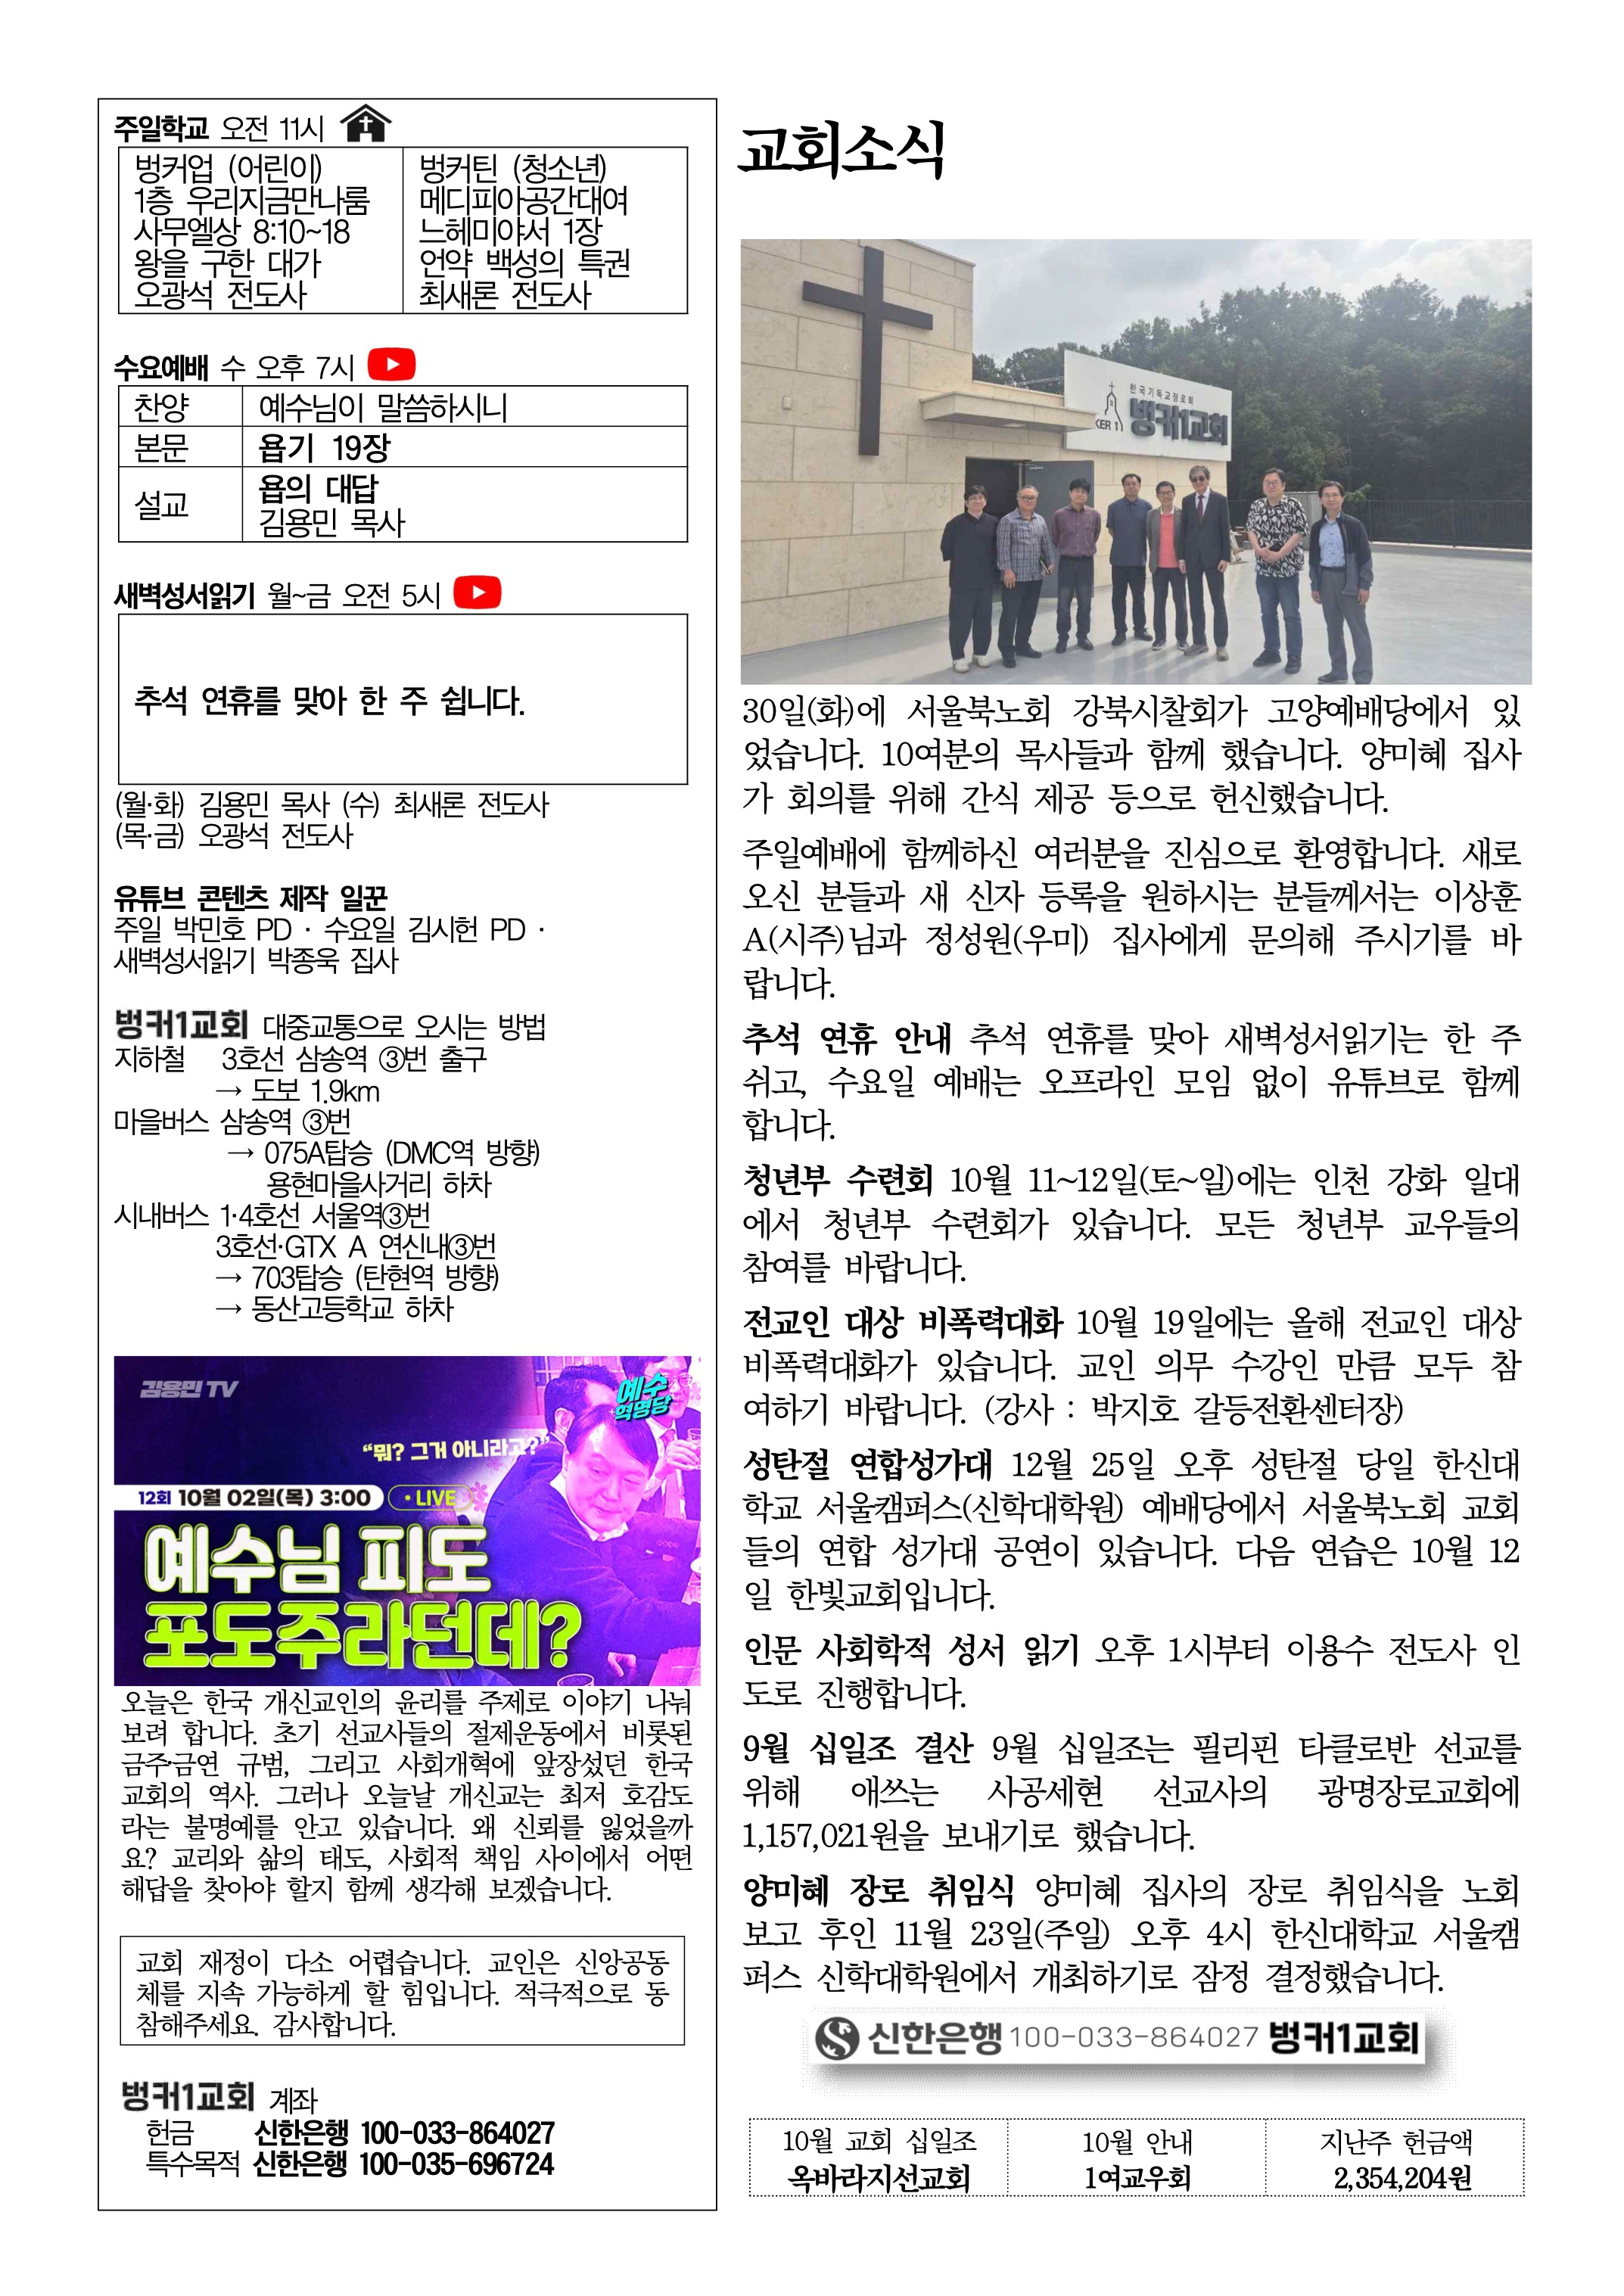 주일학교 오전 11시
벙커업 (어린이)
1층 우리지금만나룸
사무엘상 8:10~18
왕을 구한 대가
오광석 전도사
벙커틴 (청소년)
메디피아공간대여
느헤미야서 1장
언약 백성의 특권
최새론 전도사
수요예배 수 오후 7시
찬양 예수님이 말씀하시니
본문 욥기 19장
설교 욥의 대답
김용민 목사
새벽성서읽기 월~금 오전 5시
추석 연휴를 맞아 한 주 쉽니다.
(월·화) 김용민 목사 (수) 최새론 전도사
(목·금) 오광석 전도사
유튜브 콘텐츠 제작 일꾼
주일 박민호 PD · 수요일 김시헌 PD ·
새벽성서읽기 박종욱 집사
벙커1교회 대중교통으로 오시는 방법
지하철 3호선 삼송역 ③번 출구
→ 도보 1.9km
마을버스 삼송역 ③번
→ 075A탑승 (DMC역 방향)
용현마을사거리 하차
시내버스 1·4호선 서울역③번
3호선·GTX A 연신내③번
→ 703탑승 (탄현역 방향)
→ 동산고등학교 하차
김용민 TV
예수
혁명당
“뭐? 그거 아니라고?”
12회 10월 02일(목) 3:00 • LIVE
예수님 피도
포도주라던데?
오늘은 한국 개신교인의 윤리를 주제로 이야기 나눠
보려 합니다. 초기 선교사들의 절제운동에서 비롯된
금주·금연 규범, 그리고 사회개혁에 앞장섰던 한국
교회의 역사. 그러나 오늘날 개신교는 최저 호감도
라는 불명예를 안고 있습니다. 왜 신뢰를 잃었을까
요? 교리와 삶의 태도, 사회적 책임 사이에서 어떤
해답을 찾아야 할지 함께 생각해 보겠습니다.
교회 재정이 다소 어렵습니다. 교인은 신앙공동
체를 지속 가능하게 할 힘입니다. 적극적으로 동
참해주세요. 감사합니다.
벙커1교회 계좌
헌금 신한은행 100-033-864027
특수목적 신한은행 100-035-696724
교회소식
한국기독교장로회
KER 1 벙커1교회
30일(화)에 서울북노회 강북시찰회가 고양예배당에서 있
었습니다. 10여분의 목사들과 함께 했습니다. 양미혜 집사
가 회의를 위해 간식 제공 등으로 헌신했습니다.
주일예배에 함께하신 여러분을 진심으로 환영합니다. 새로
오신 분들과 새 신자 등록을 원하시는 분들께서는 이상훈
A(시주)님과 정성원(우미) 집사에게 문의해 주시기를 바
랍니다.
추석 연휴 안내 추석 연휴를 맞아 새벽성서읽기는 한 주
쉬고, 수요일 예배는 오프라인 모임 없이 유튜브로 함께
합니다.
청년부 수련회 10월 11~12일(토~일)에는 인천 강화 일대
에서 청년부 수련회가 있습니다. 모든 청년부 교우들의
참여를 바랍니다.
전교인 대상 비폭력대화 10월 19일에는 올해 전교인 대상
비폭력대화가 있습니다. 교인 의무 수강인 만큼 모두 참
여하기 바랍니다. (강사 : 박지호 갈등전환센터장)
성탄절 연합성가대 12월 25일 오후 성탄절 당일 한신대
학교 서울캠퍼스(신학대학원) 예배당에서 서울북노회 교회
들의 연합 성가대 공연이 있습니다. 다음 연습은 10월 12
일 한빛교회입니다.
인문 사회학적 성서 읽기 오후 1시부터 이용수 전도사 인
도로 진행합니다.
9월 십일조 결산 9월 십일조는 필리핀 타클로반 선교를
위해 애쓰는 사공세현 선교사의 광명장로교회에
1,157,021원을 보내기로 했습니다.
양미혜 장로 취임식 양미혜 집사의 장로 취임식을 노회
보고 후인 11월 23일(주일) 오후 4시 한신대학교 서울캠
퍼스 신학대학원에서 개최하기로 잠정 결정했습니다.
신한은행 100-033-864027 벙커1교회
10월 교회 십일조
옥바라지선교회
10월 안내
1여교우회
지난주 헌금액
2,354,204원